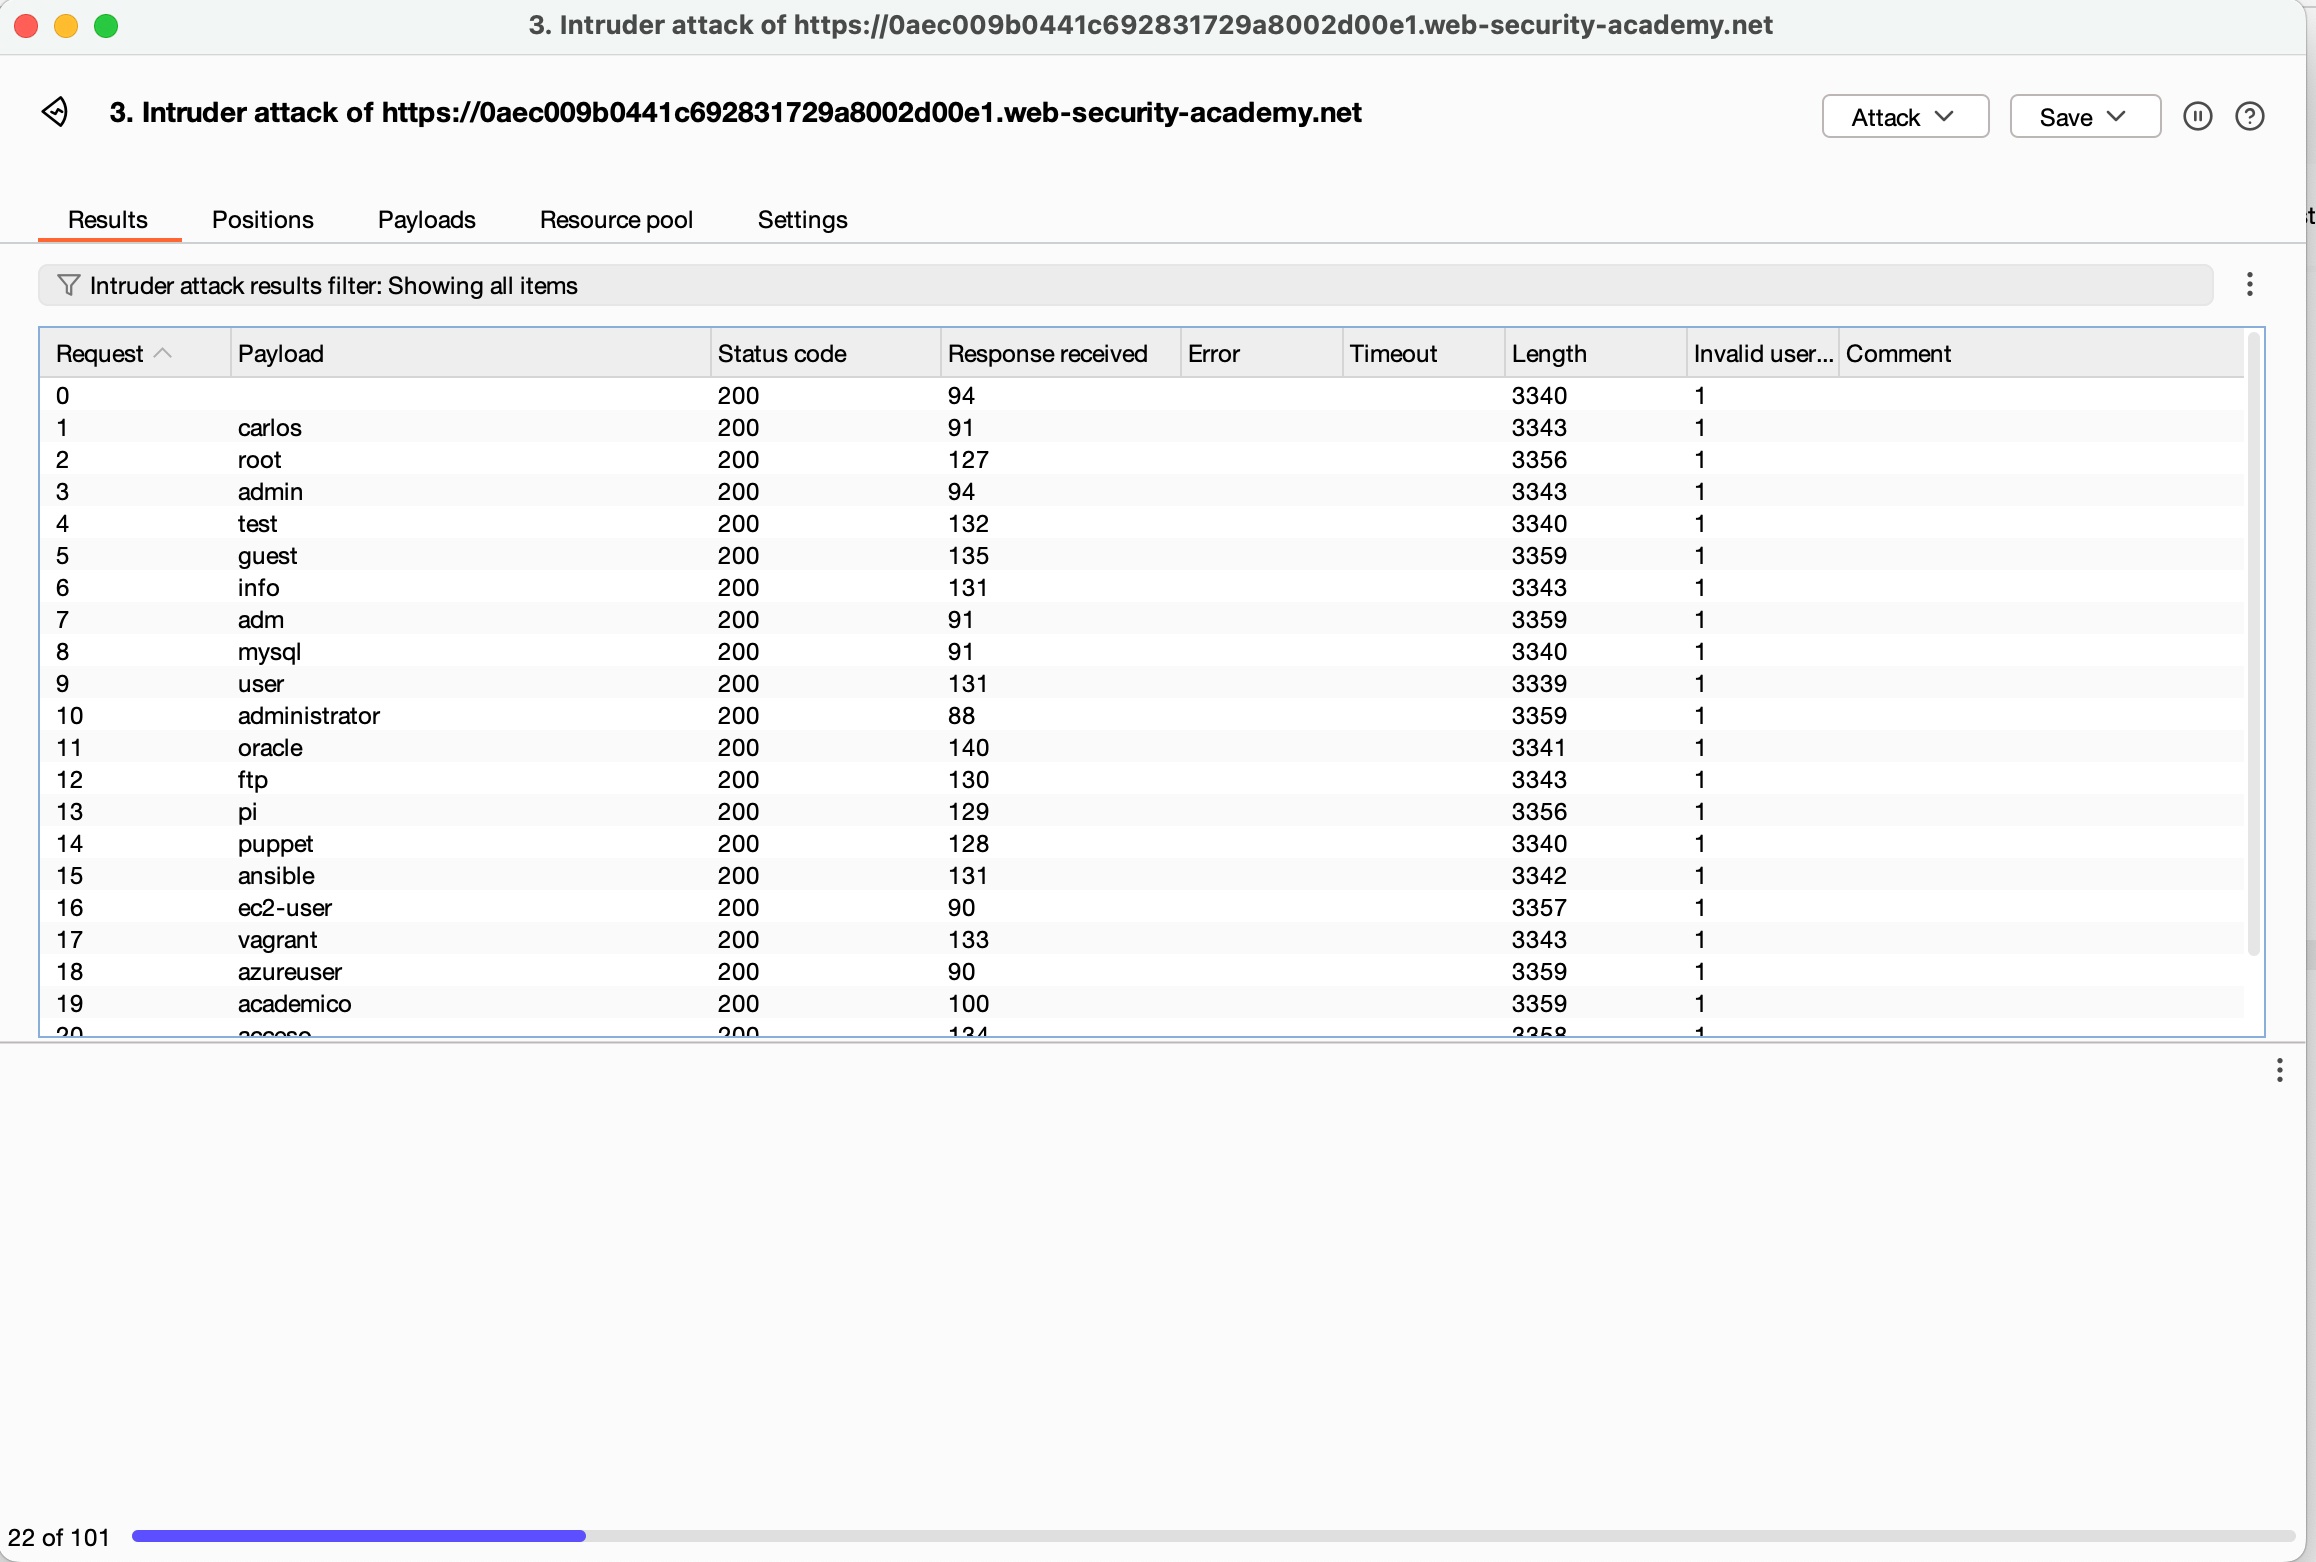 3. Intruder attack of https://0aec009b0441c692831729a8002d00e1.web-security-academy.net
3. Intruder attack of https://0aec009b0441c692831729a8002d00e1.web-security-academy.net Attack Save
Results Positions Payloads Resource pool Settings
Intruder attack results filter: Showing all items
Request Payload Status code Response received Error Timeout Length Invalid user... Comment
0 200 94 3340 1
1 carlos 200 91 3343 1
2 root 200 127 3356 1
3 admin 200 94 3343 1
4 test 200 132 3340 1
5 guest 200 135 3359 1
6 info 200 131 3343 1
7 adm 200 91 3359 1
8 mysql 200 91 3340 1
9 user 200 131 3339 1
10 administrator 200 88 3359 1
11 oracle 200 140 3341 1
12 ftp 200 130 3343 1
13 pi 200 129 3356 1
14 puppet 200 128 3340 1
15 ansible 200 131 3342 1
16 ec2-user 200 90 3357 1
17 vagrant 200 133 3343 1
18 azureuser 200 90 3359 1
19 academico 200 100 3359 1
20 acceso 200 134 3358 1
22 of 101